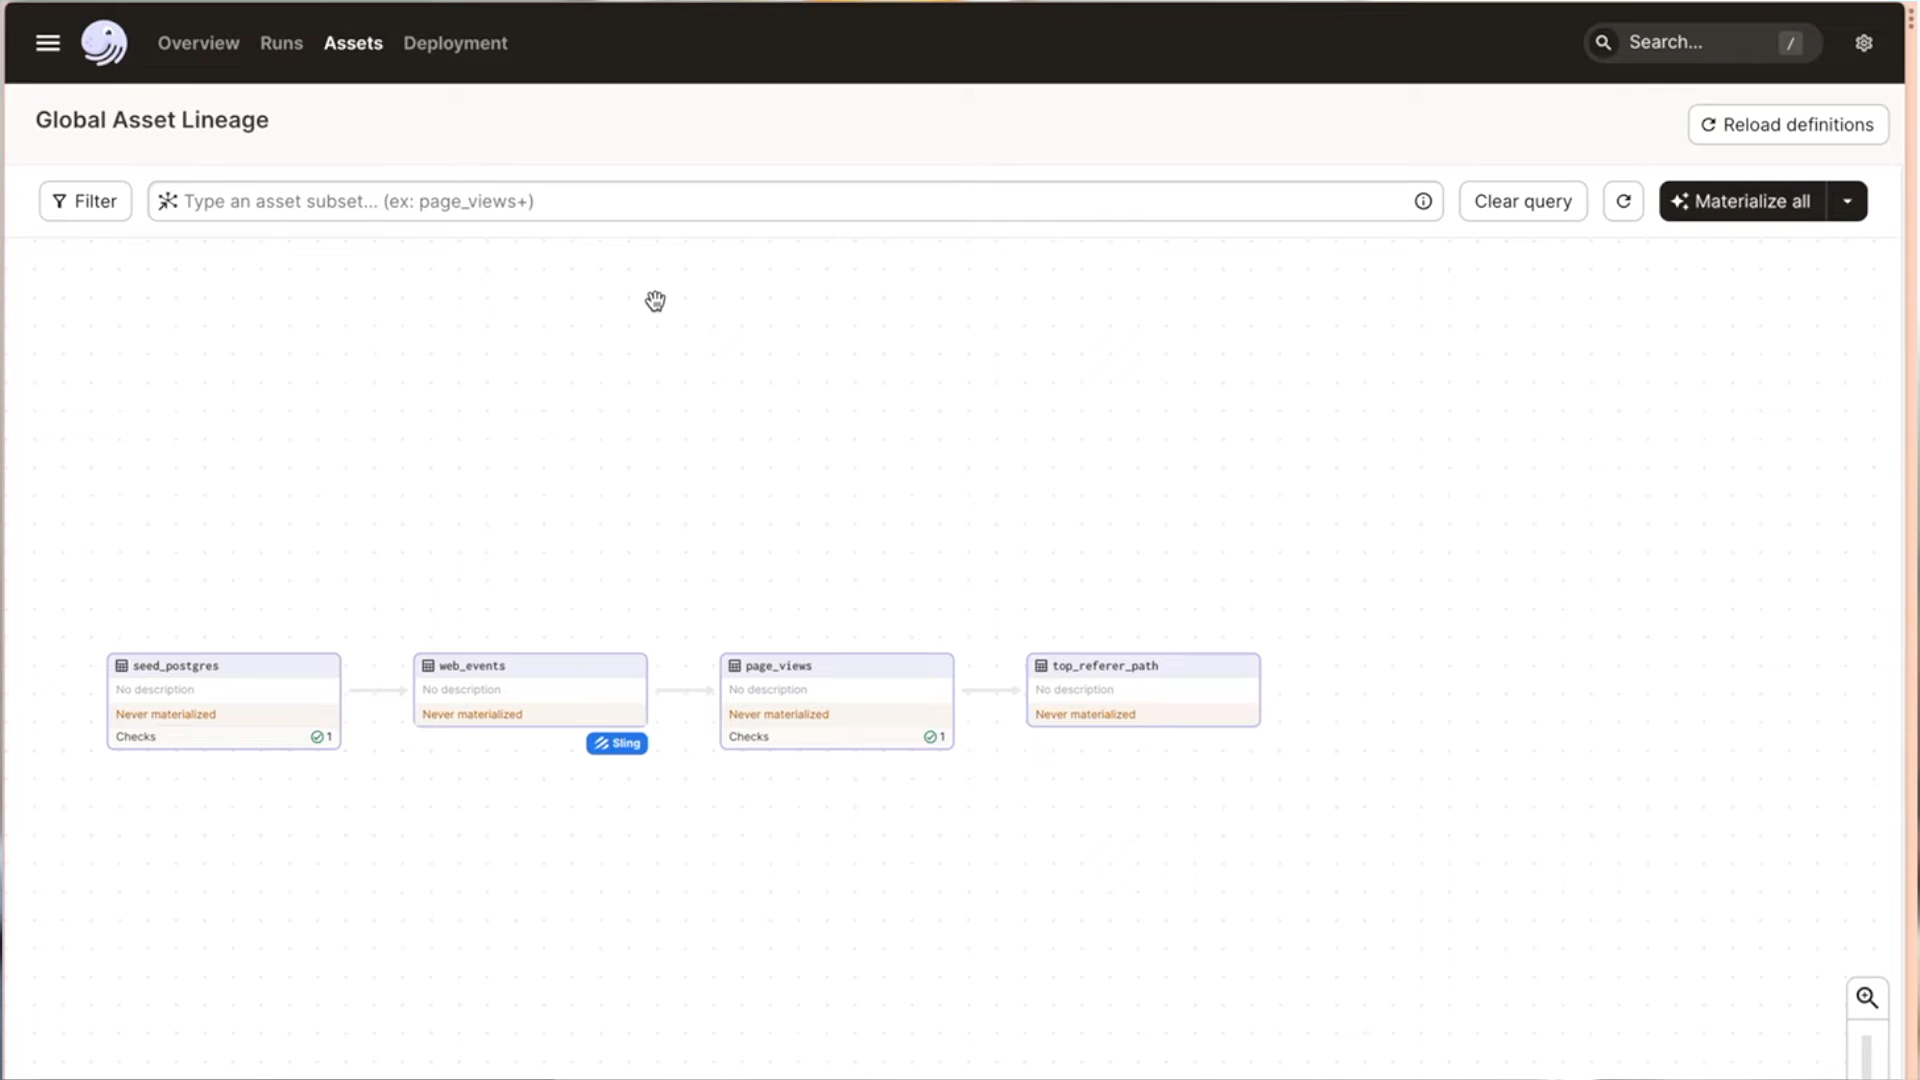 Overview Runs Assets Deployment Search... /
Global Asset Lineage
Reload definitions
Filter Type an asset subset... (ex: page_views+) Clear query Materialize all
seed_postgres
No description
Never materialized
Checks 1
web_events
No description
Never materialized
Sling
page_views
No description
Never materialized
Checks 1
top_referer_path
No description
Never materialized